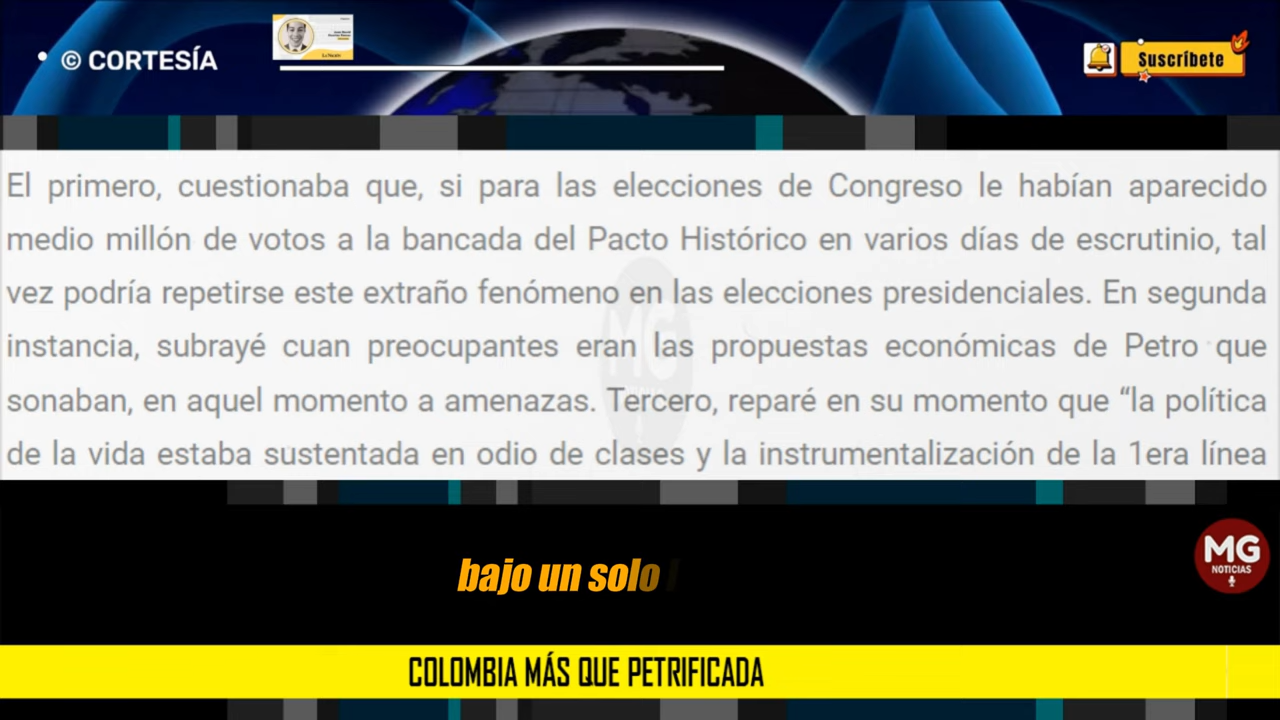 © CORTESÍA
Suscríbete
El primero, cuestionaba que, si para las elecciones de Congreso le habían aparecido
medio millón de votos a la bancada del Pacto Histórico en varios días de escrutinio, tal
vez podría repetirse este extraño fenómeno en las elecciones presidenciales. En segunda
instancia, subrayé cuan preocupantes eran las propuestas económicas de Petro que
sonaban, en aquel momento a amenazas. Tercero, reparé en su momento que “la política
de la vida estaba sustentada en odio de clases y la instrumentalización de la 1era línea
MG
bajo un solo
MG
NOTICIAS
COLOMBIA MÁS QUE PETRIFICADA